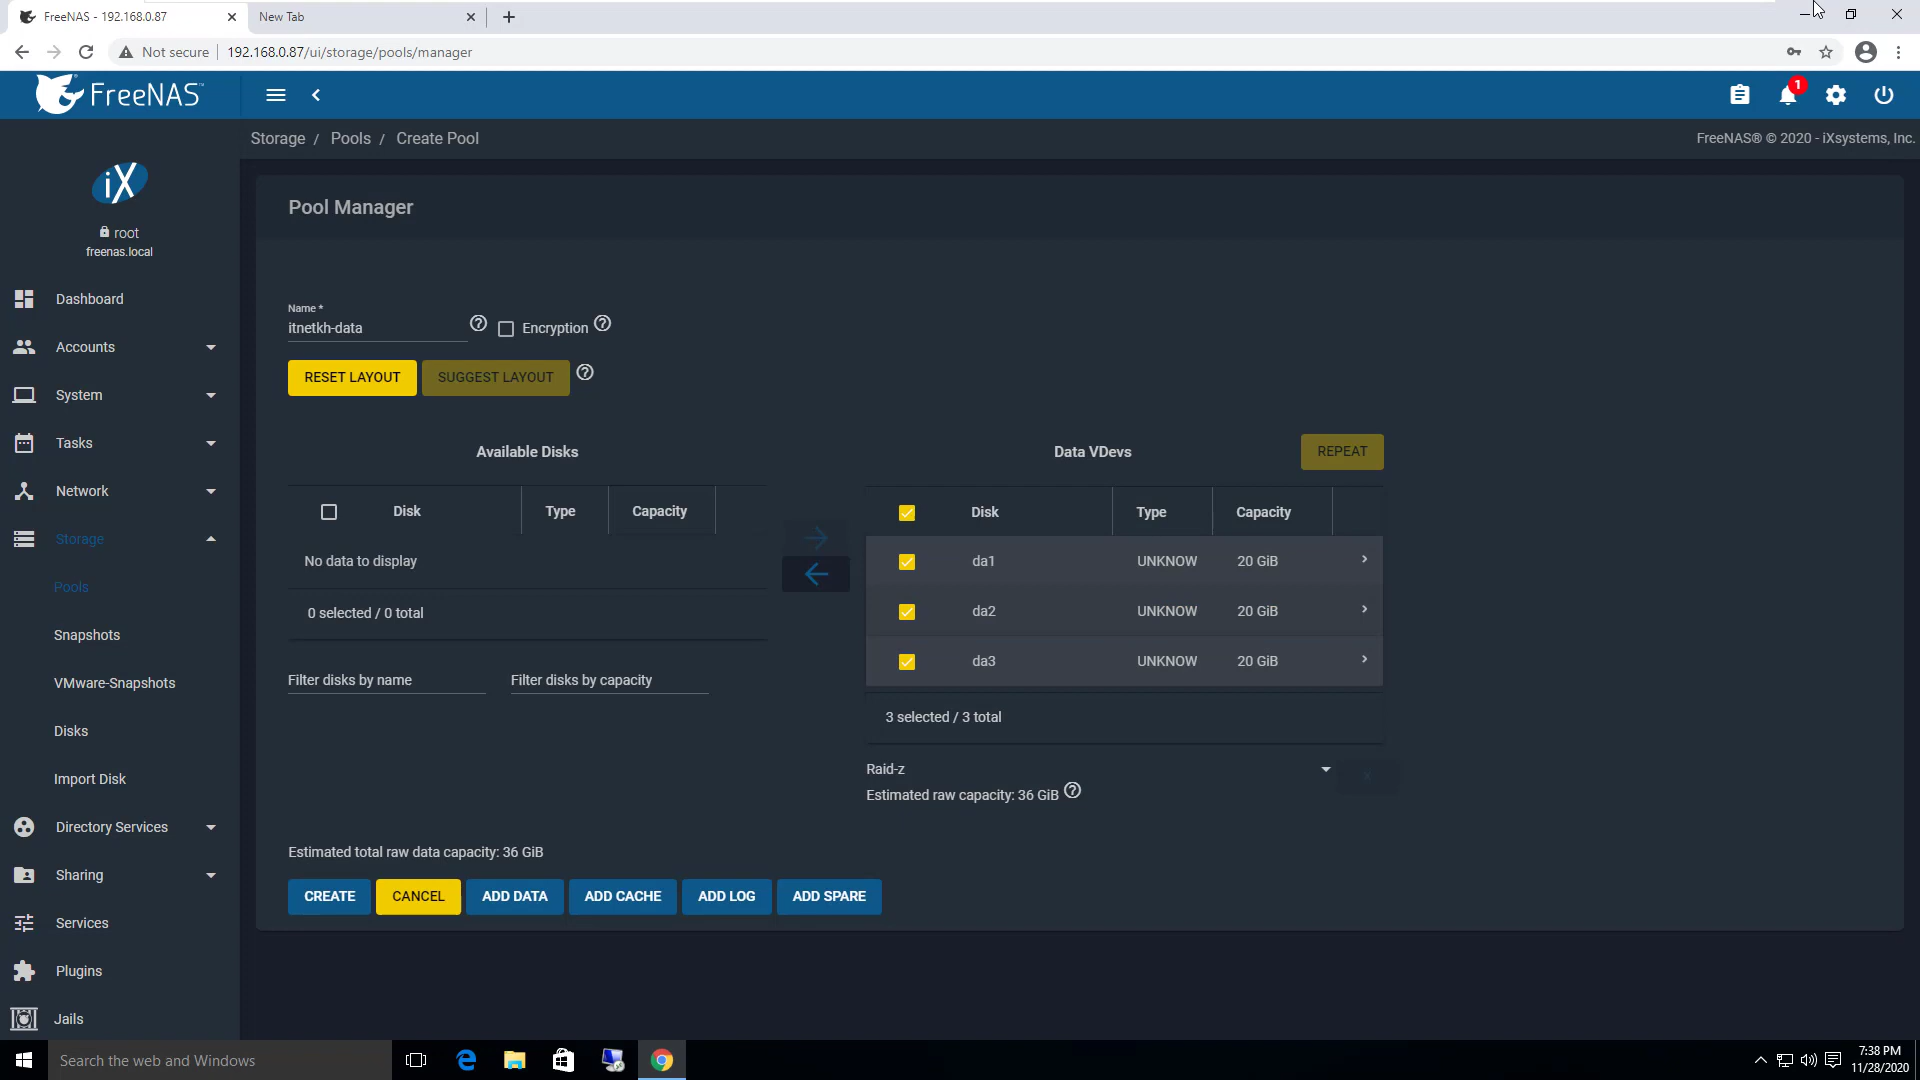 FreeNAS - 192.168.0.87
New Tab
Not secure
192.168.0.87/ui/storage/pools/manager
FreeNAS™
1
Storage / Pools / Create Pool
FreeNAS® © 2020 - iXsystems, Inc.
iX
root
freenas.local
Dashboard
Accounts
System
Tasks
Network
Storage
Pools
Snapshots
VMware-Snapshots
Disks
Import Disk
Directory Services
Sharing
Services
Plugins
Jails
Pool Manager
Name *
itnetkh-data
Encryption
RESET LAYOUT
SUGGEST LAYOUT
Available Disks
Disk Type Capacity
No data to display
0 selected / 0 total
Filter disks by name
Filter disks by capacity
Data VDevs
REPEAT
Disk Type Capacity
da1 UNKNOW 20 GiB
da2 UNKNOW 20 GiB
da3 UNKNOW 20 GiB
3 selected / 3 total
Raid-z
Estimated raw capacity: 36 GiB
Estimated total raw data capacity: 36 GiB
CREATE
CANCEL
ADD DATA
ADD CACHE
ADD LOG
ADD SPARE
Search the web and Windows
7:38 PM
11/28/2020